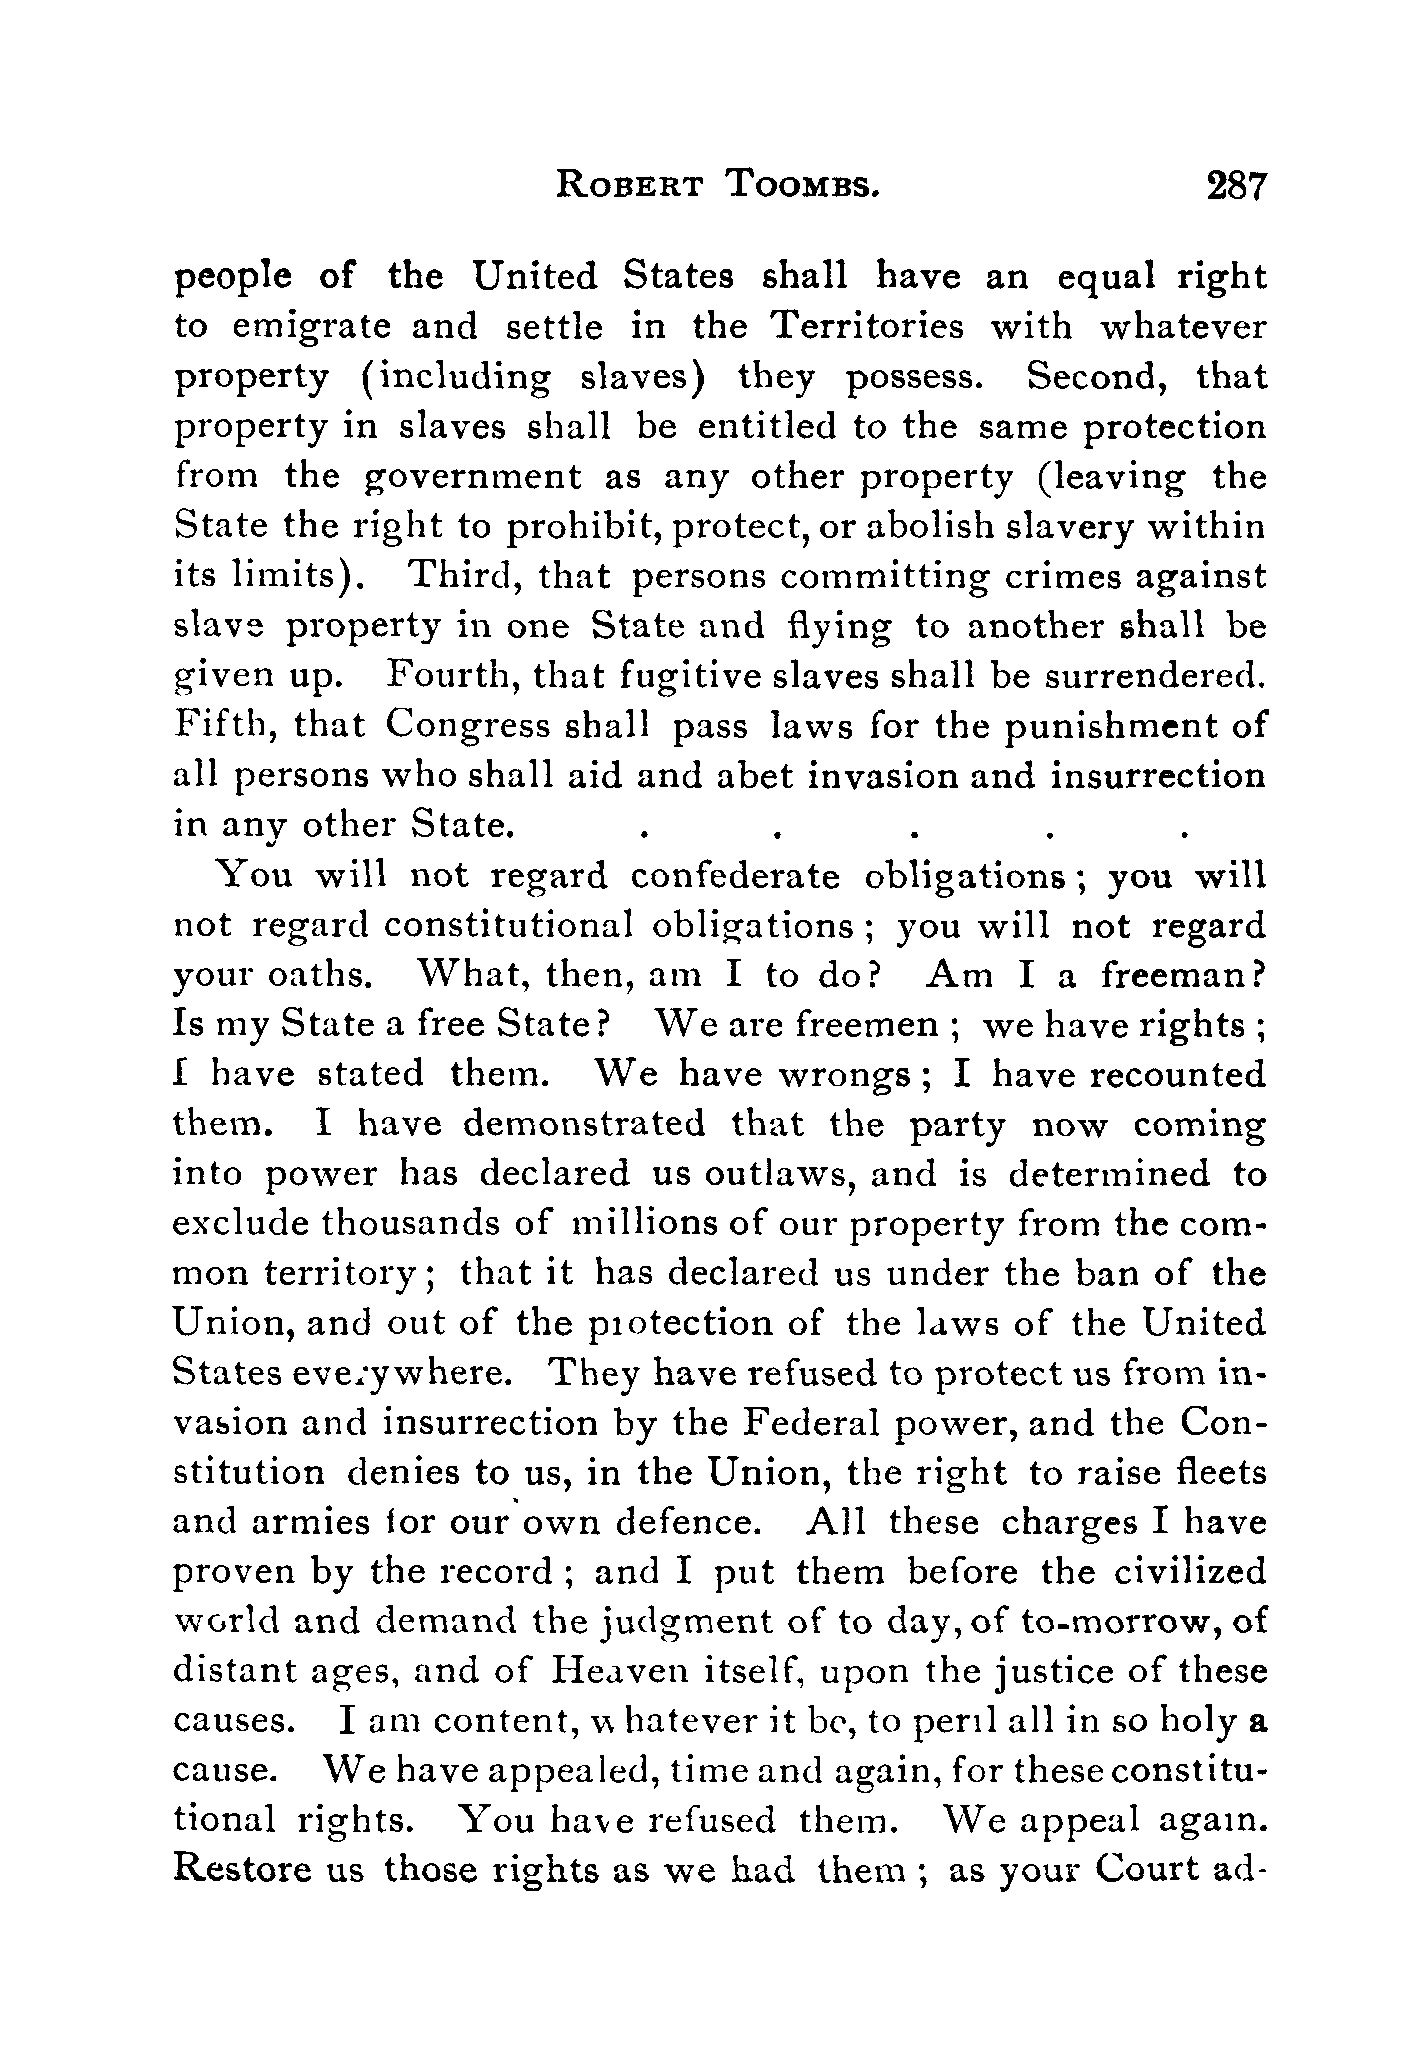 ROBERT TOOMBS. 287
people of the United States shall have an equal right
to emigrate and settle in the Territories with whatever
property (including slaves) they possess. Second, that
property in slaves shall be entitled to the same protection
from the government as any other property (leaving the
State the right to prohibit, protect, or abolish slavery within
its limits). Third, that persons committing crimes against
slave property in one State and flying to another shall be
given up. Fourth, that fugitive slaves shall be surrendered.
Fifth, that Congress shall pass laws for the punishment of
all persons who shall aid and abet invasion and insurrection
in any other State. . . . . .
You will not regard confederate obligations; you will
not regard constitutional obligations; you will not regard
your oaths. What, then, am I to do? Am I a freeman?
Is my State a free State? We are freemen; we have rights;
I have stated them. We have wrongs; I have recounted
them. I have demonstrated that the party now coming
into power has declared us outlaws, and is determined to
exclude thousands of millions of our property from the com-
mon territory; that it has declared us under the ban of the
Union, and out of the protection of the laws of the United
States everywhere. They have refused to protect us from in-
vasion and insurrection by the Federal power, and the Con-
stitution denies to us, in the Union, the right to raise fleets
and armies for our own defence. All these charges I have
proven by the record; and I put them before the civilized
world and demand the judgment of to day, of to-morrow, of
distant ages, and of Heaven itself, upon the justice of these
causes. I am content, whatever it be, to peril all in so holy a
cause. We have appealed, time and again, for these constitu-
tional rights. You have refused them. We appeal again.
Restore us those rights as we had them; as your Court ad-